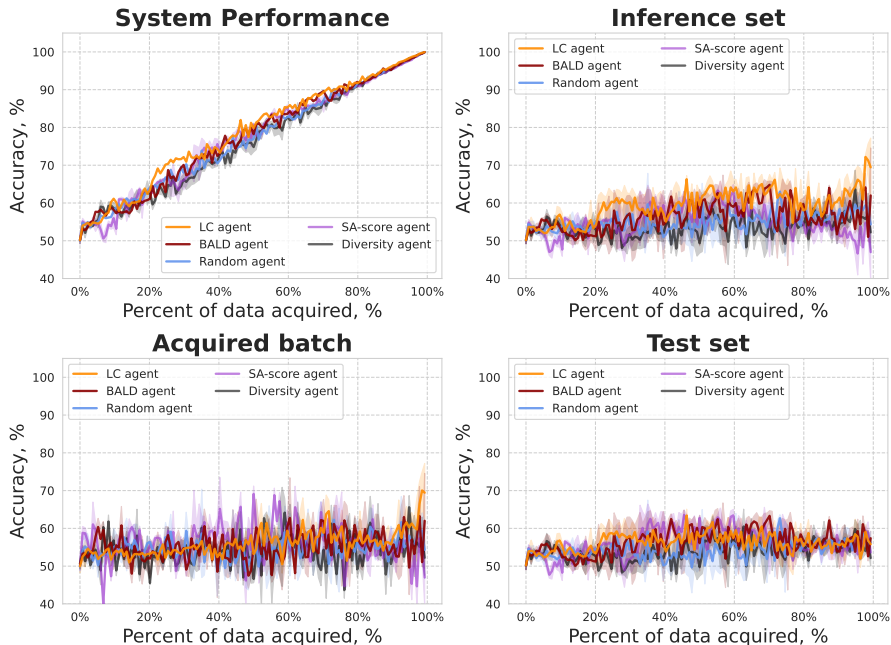 System Performance
Accuracy, %
100
90
80
70
60
50
40
LC agent
BALD agent
Random agent
SA-score agent
Diversity agent
0%
20%
40%
60%
80%
100%
Percent of data acquired, %
Inference set
Accuracy, %
100
90
80
70
60
50
40
LC agent
BALD agent
Random agent
SA-score agent
Diversity agent
0%
20%
40%
60%
80%
100%
Percent of data acquired, %
Acquired batch
Accuracy, %
100
90
80
70
60
50
40
LC agent
BALD agent
Random agent
SA-score agent
Diversity agent
0%
20%
40%
60%
80%
100%
Percent of data acquired, %
Test set
Accuracy, %
100
90
80
70
60
50
40
LC agent
BALD agent
Random agent
SA-score agent
Diversity agent
0%
20%
40%
60%
80%
100%
Percent of data acquired, %